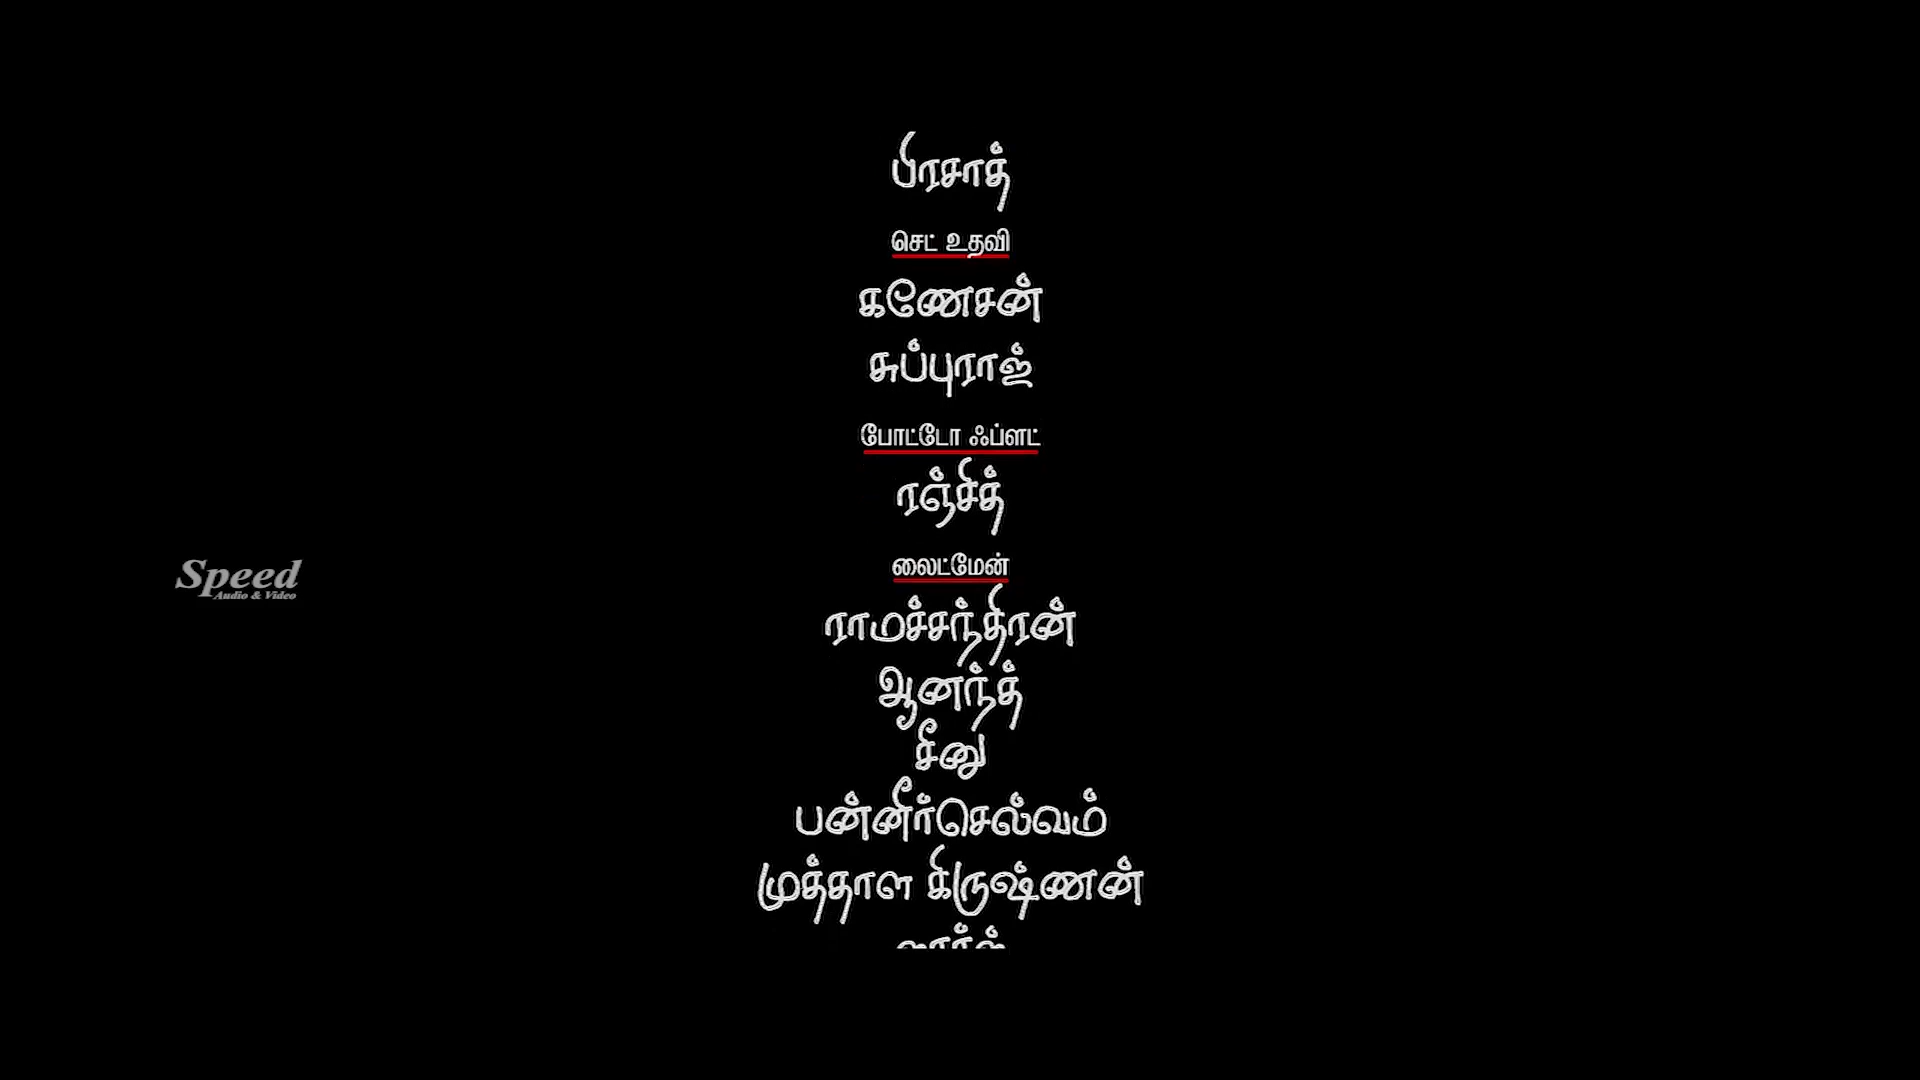 பிரசாத்
செட் உதவி
கணேசன்
சுப்புராஜ்
போட்டோ ஃப்ளட்
ரஞ்சித்
Speed
Audio & Video
லைட்மேன்
ராமச்சந்திரன்
ஆனந்த்
சீனு
பன்னீர்செல்வம்
முத்தாள கிருஷ்ணன்